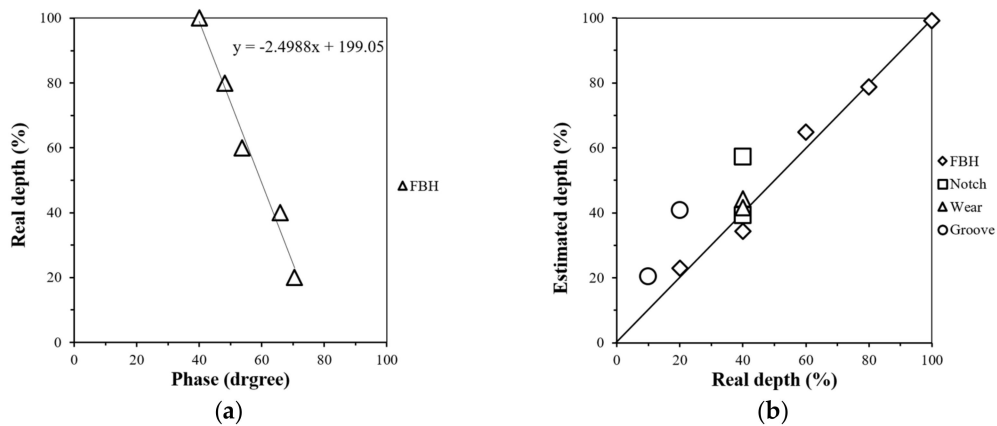 100
80
60
40
20
0
Real depth (%)
y = -2.4988x + 199.05
FBH
0 20 40 60 80 100
Phase (drgree)
(a)
100
80
60
40
20
0
Estimated depth (%)
FBH
Notch
Wear
Groove
0 20 40 60 80 100
Real depth (%)
(b)